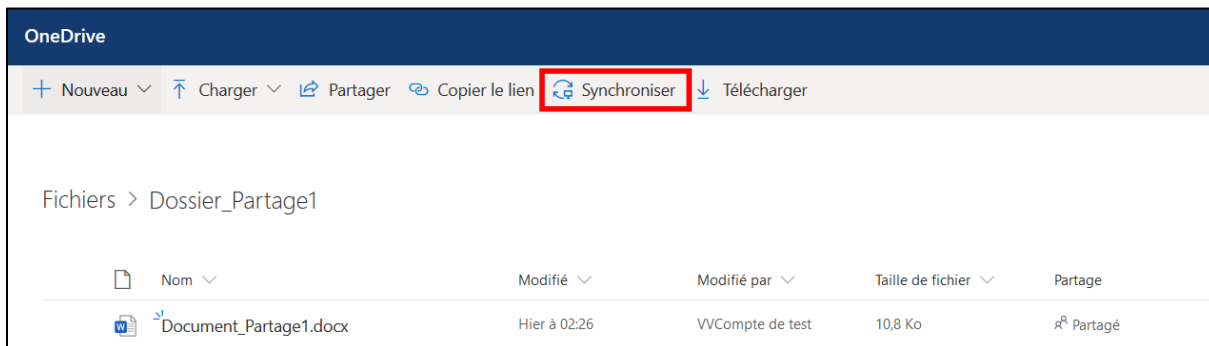 OneDrive
Nouveau Charger Partager Copier le lien Synchroniser Télécharger
Fichiers > Dossier_Partage1
Nom Modifié Modifié par Taille de fichier Partage
Document_Partage1.docx Hier à 02:26 VVCompte de test 10,8 Ko Partagé